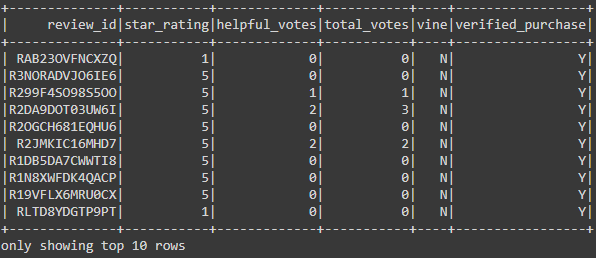 +--------------+-----------+-------------+-----------+----+-----------------+
|     review_id|star_rating|helpful_votes|total_votes|vine|verified_purchase|
+--------------+-----------+-------------+-----------+----+-----------------+
| RAB23OVFNCXZQ|          1|            0|          0|   N|                Y|
|R3NORADVJO6IE6|          5|            0|          0|   N|                Y|
|R299F4SO98S5OO|          5|            1|          1|   N|                Y|
|R2DA9DOT03UW6I|          5|            2|          3|   N|                Y|
|R2OGCH681EQHU6|          5|            0|          0|   N|                Y|
| R2JMKIC16MHD7|          5|            2|          2|   N|                Y|
|R1DB5DA7CWWTI8|          5|            0|          0|   N|                Y|
|R1N8XWFDK4QACP|          5|            0|          0|   N|                Y|
|R19VFLX6MRU0CX|          5|            0|          0|   N|                Y|
| RLTD8YDGTP9PT|          1|            0|          0|   N|                Y|
+--------------+-----------+-------------+-----------+----+-----------------+
only showing top 10 rows